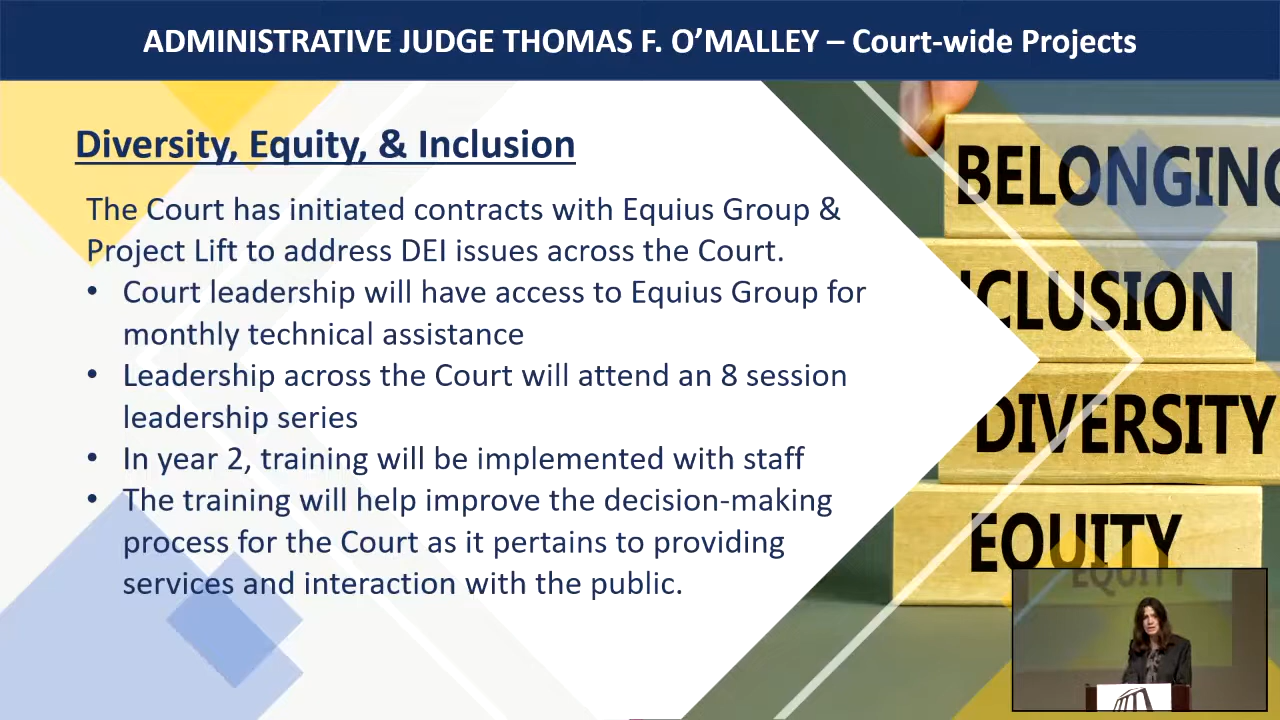 ADMINISTRATIVE JUDGE THOMAS F. O’MALLEY – Court-wide Projects
Diversity, Equity, & Inclusion
The Court has initiated contracts with Equius Group &
Project Lift to address DEI issues across the Court.
• Court leadership will have access to Equius Group for
monthly technical assistance
• Leadership across the Court will attend an 8 session
leadership series
• In year 2, training will be implemented with staff
• The training will help improve the decision-making
process for the Court as it pertains to providing
services and interaction with the public.
BELONGING
NCLUSION
DIVERSITY
EQUITY
EQUITY